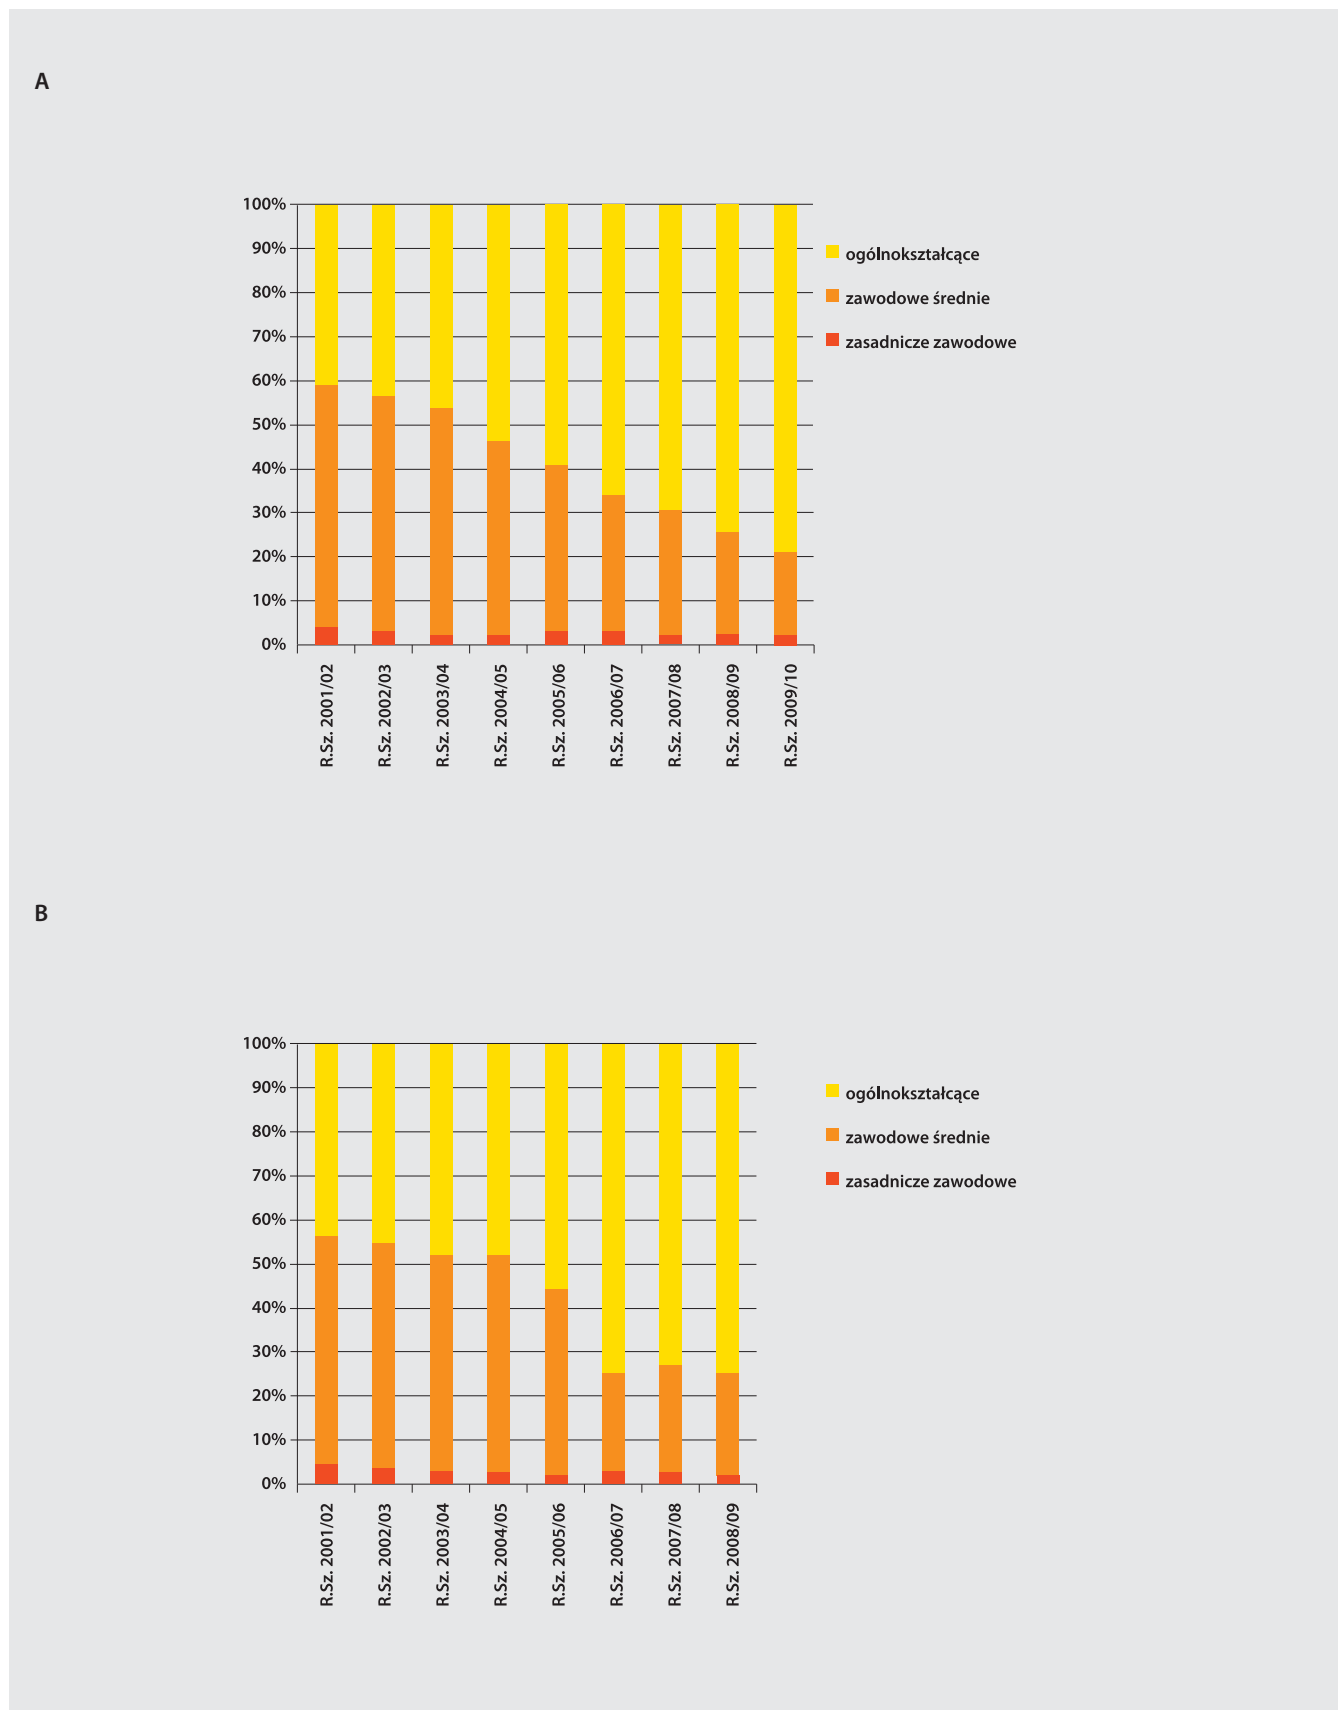 A
100%
90%
80%
70%
60%
50%
40%
30%
20%
10%
0%
R.Sz. 2001/02
R.Sz. 2002/03
R.Sz. 2003/04
R.Sz. 2004/05
R.Sz. 2005/06
R.Sz. 2006/07
R.Sz. 2007/08
R.Sz. 2008/09
R.Sz. 2009/10
ogólnokształcące
zawodowe średnie
zasadnicze zawodowe
B
100%
90%
80%
70%
60%
50%
40%
30%
20%
10%
0%
R.Sz. 2001/02
R.Sz. 2002/03
R.Sz. 2003/04
R.Sz. 2004/05
R.Sz. 2005/06
R.Sz. 2006/07
R.Sz. 2007/08
R.Sz. 2008/09
ogólnokształcące
zawodowe średnie
zasadnicze zawodowe